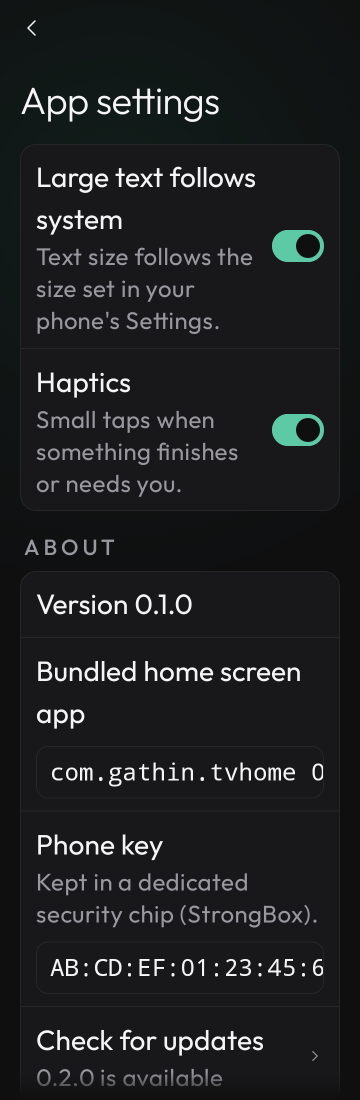 App settings
Large text follows
system
Text size follows the
size set in your
phone's Settings.
Haptics
Small taps when
something finishes
or needs you.
ABOUT
Version 0.1.0
Bundled home screen
app
com.gathin.tvhome 0
Phone key
Kept in a dedicated
security chip (StrongBox).
AB:CD:EF:01:23:45:6
Check for updates
0.2.0 is available